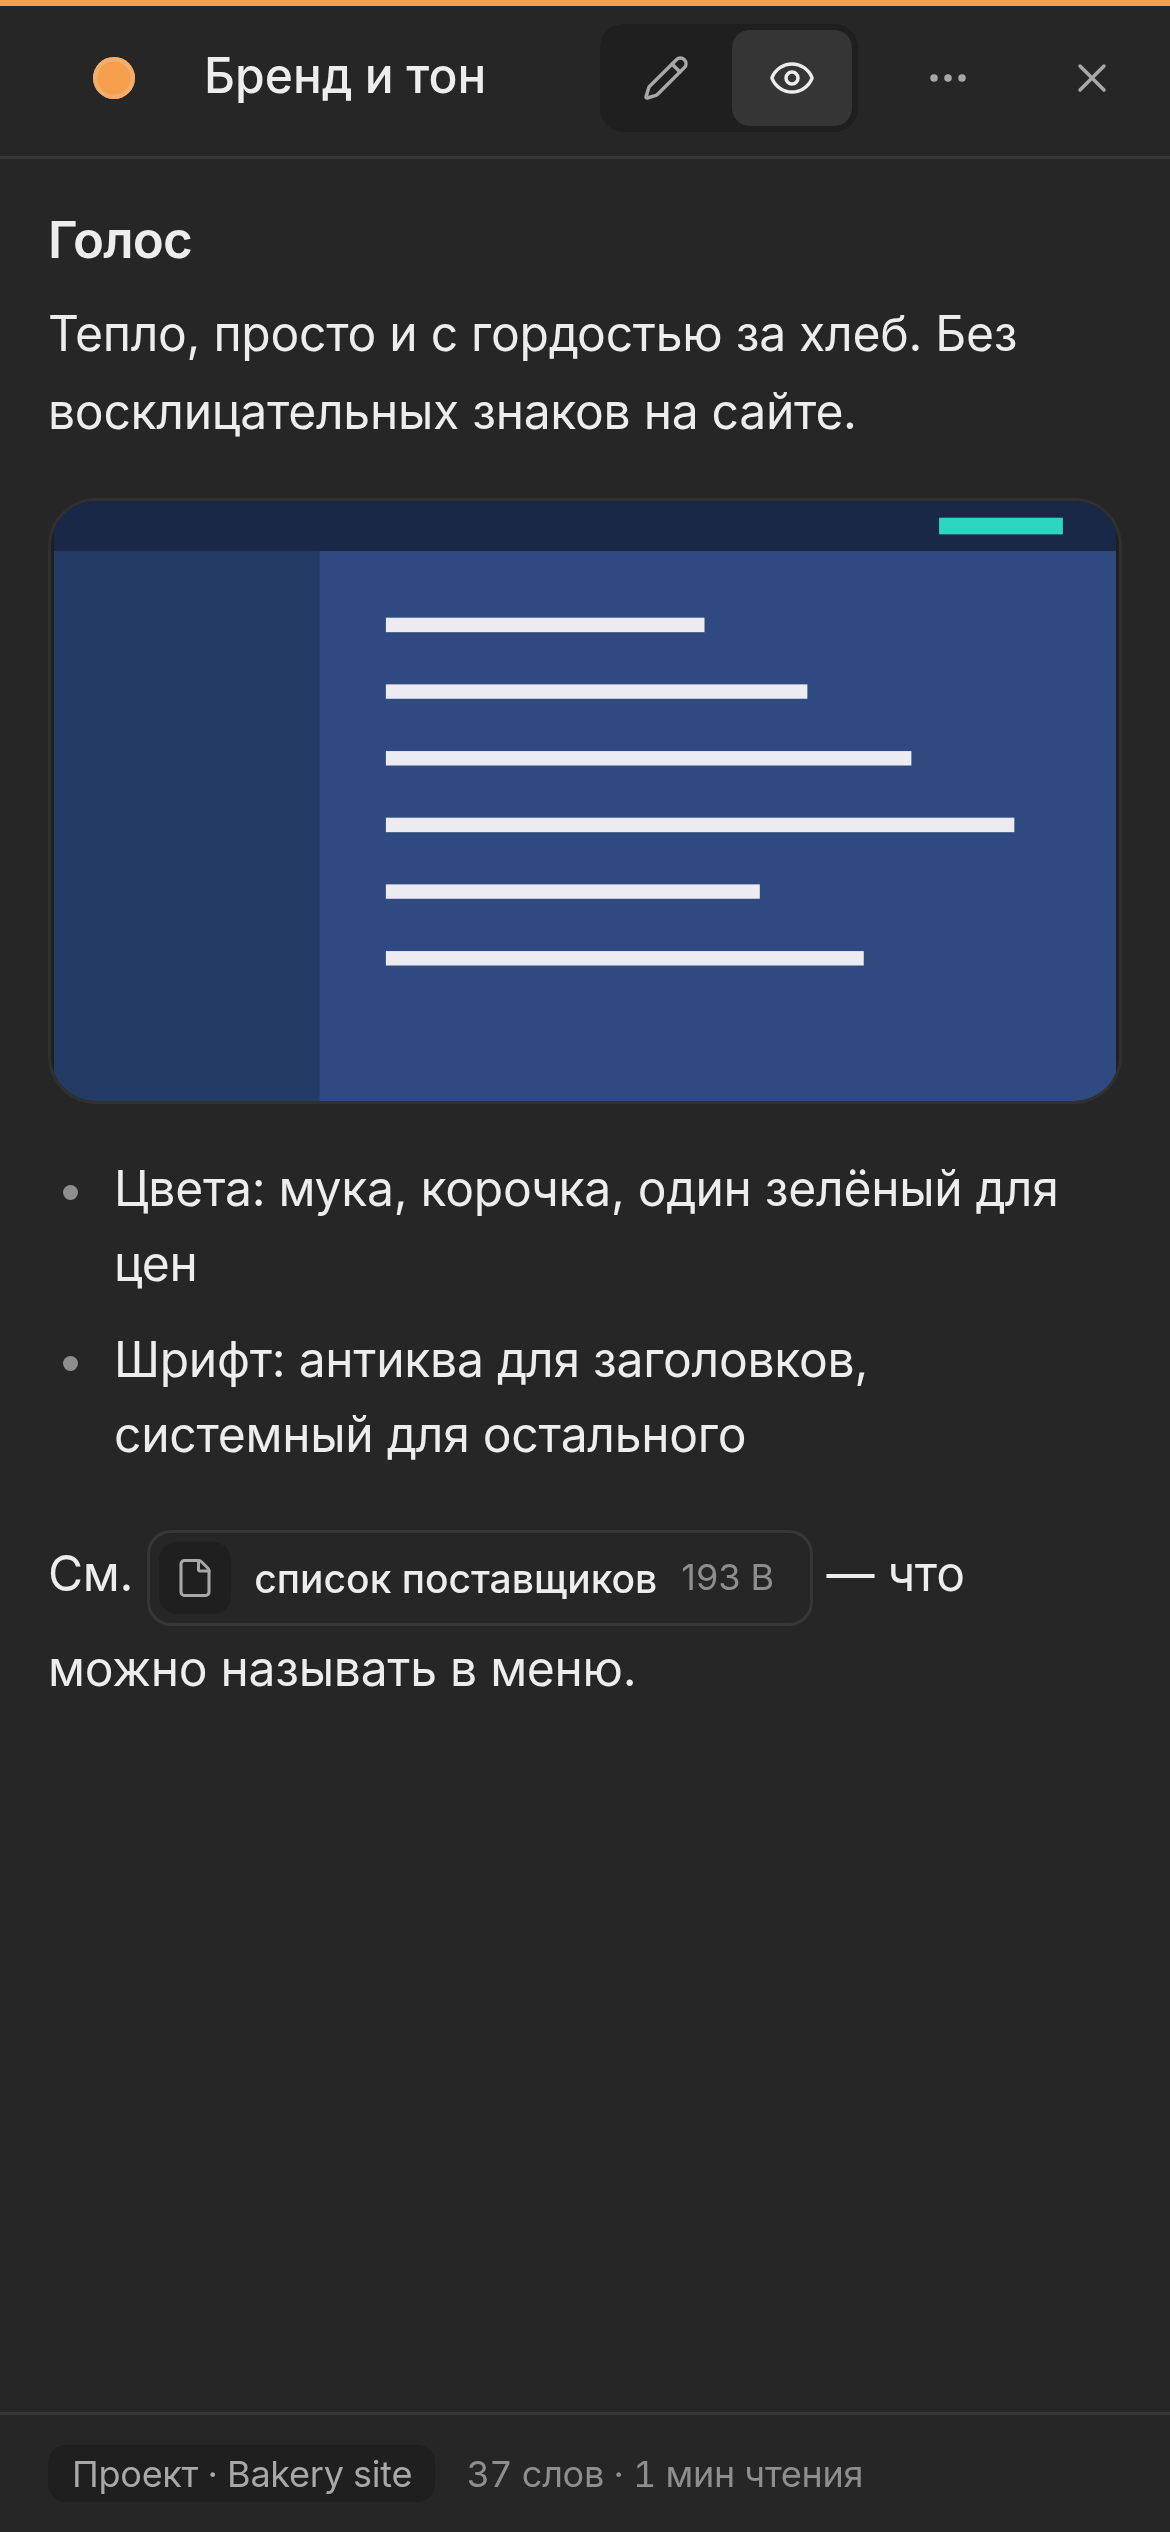 Бренд и тон
Голос
Тепло, просто и с гордостью за хлеб. Без
восклицательных знаков на сайте.
Цвета: мука, корочка, один зелёный для
цен
Шрифт: антиква для заголовков,
системный для остального
См. список поставщиков 193 B — что
можно называть в меню.
Проект · Bakery site 37 слов · 1 мин чтения